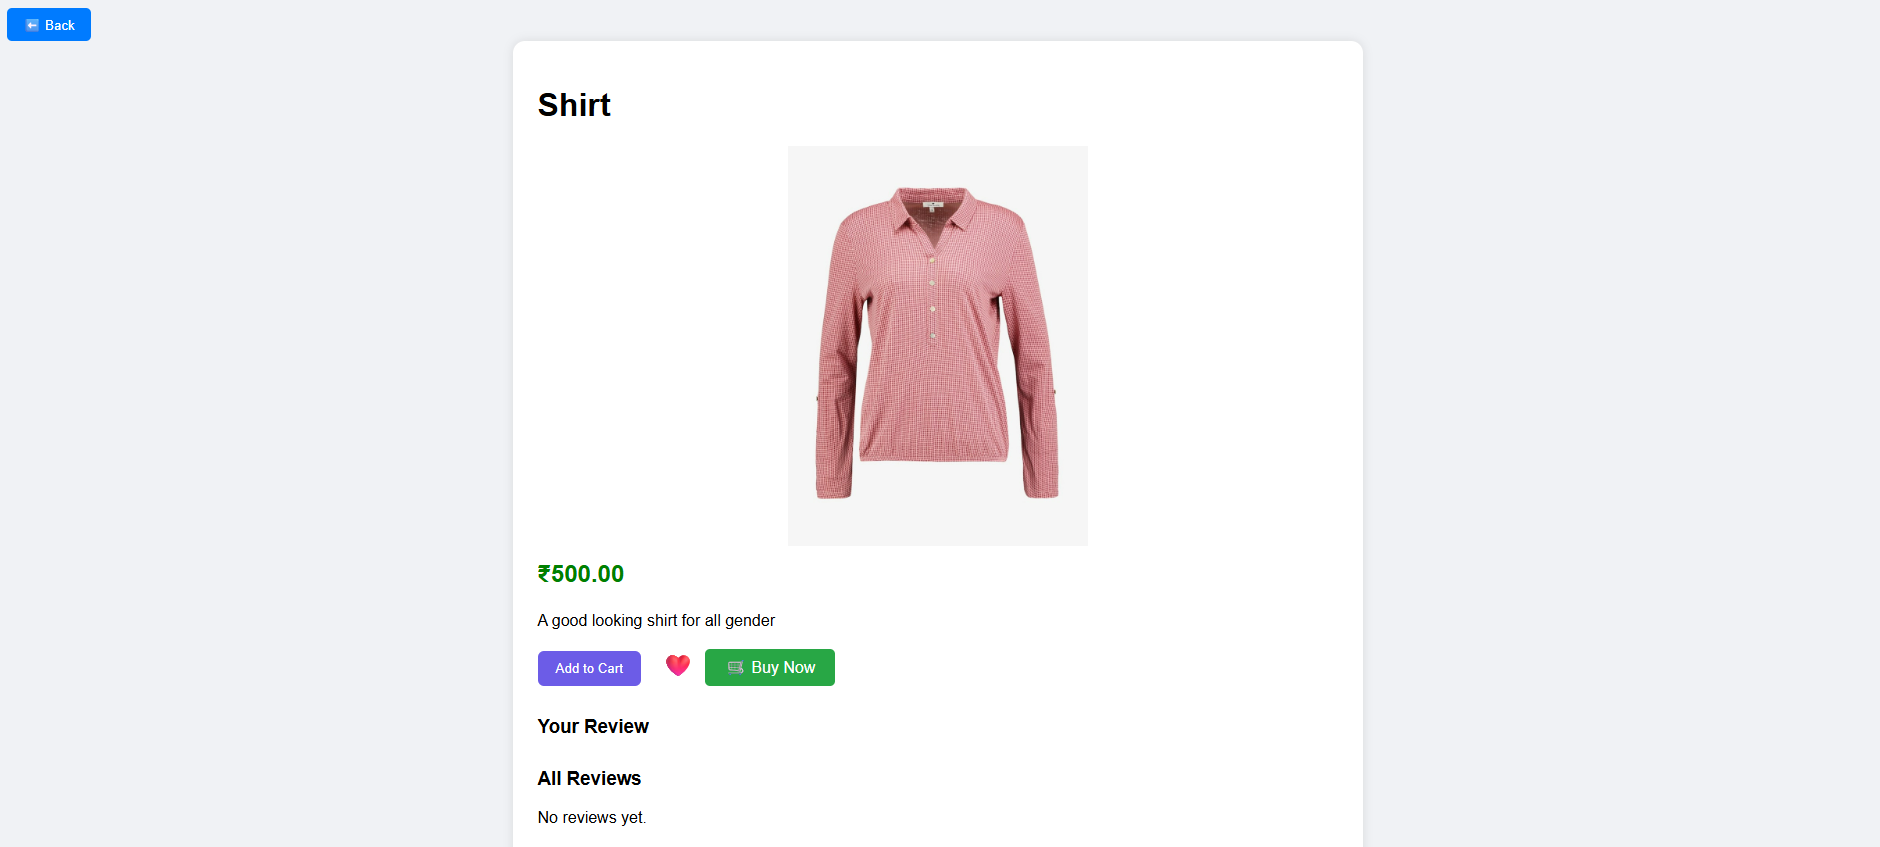 Back
Shirt
₹500.00
A good looking shirt for all gender
Add to Cart
Buy Now
Your Review
All Reviews
No reviews yet.